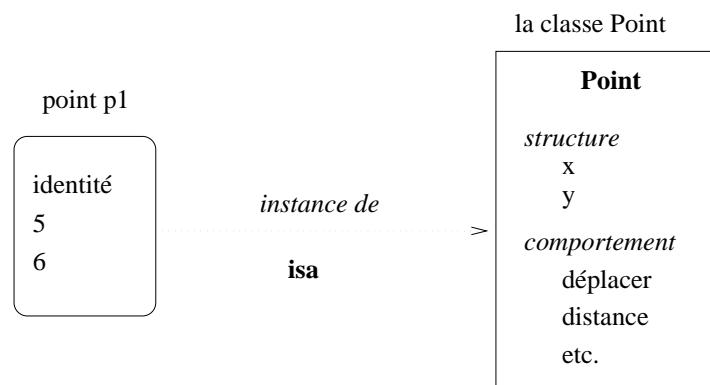 la classe Point
point p1
identité
5
6
instance de
isa
Point
structure
x
y
comportement
déplacer
distance
etc.